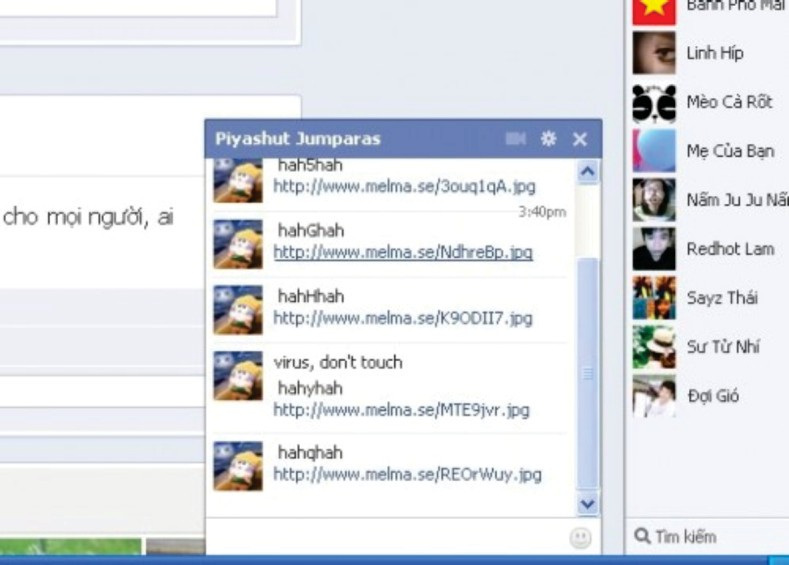 cho mọi người, ai
Piyashut Jumparas
hah5hah
http://www.melma.se/3ouq1qA.jpg
3:40pm
hahGhah
http://www.melma.se/NdhreBp.jpg
hahHhah
http://www.melma.se/K9ODII7.jpg
virus, don't touch
hahyhah
http://www.melma.se/MTE9jvr.jpg
hahqhah
http://www.melma.se/REOrWuy.jpg
Bánh Phô Mai
Linh Híp
Mèo Cà Rốt
Mẹ Của Bạn
Nấm Ju Ju Nấ
Redhot Lam
Sayz Thái
Sư Tử Nhí
Đợi Gió
Tìm kiếm